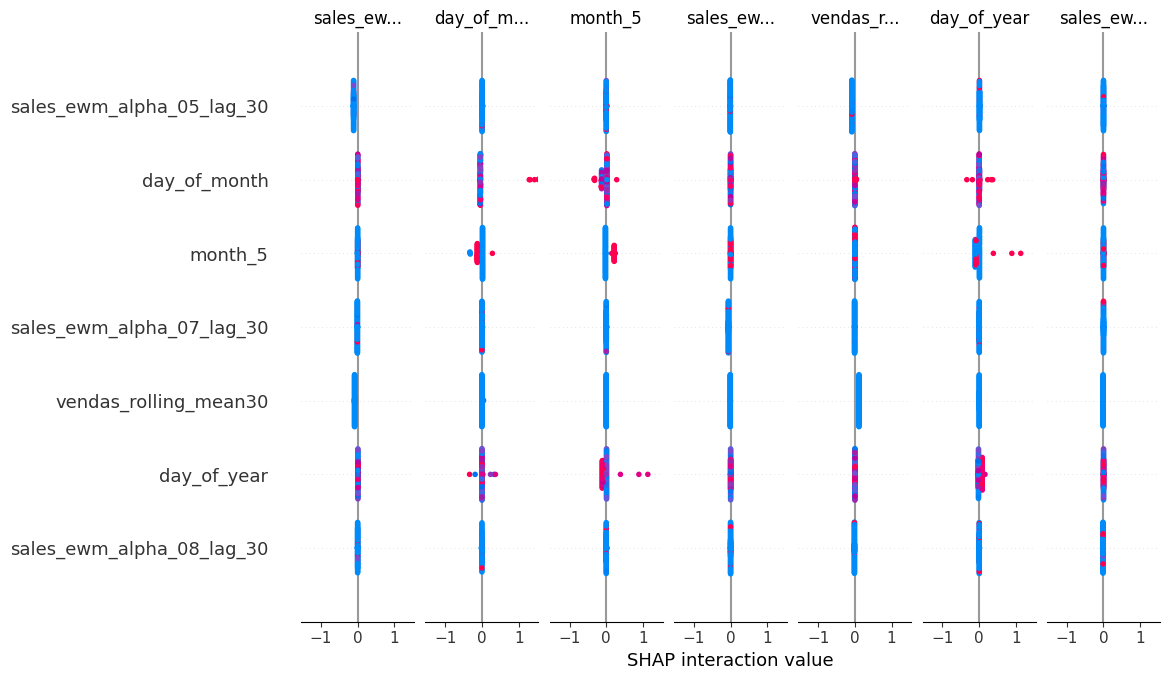 sales_ew... day_of_m... month_5 sales_ew... vendas_r... day_of_year sales_ew...
sales_ewm_alpha_05_lag_30
day_of_month
month_5
sales_ewm_alpha_07_lag_30
vendas_rolling_mean30
day_of_year
sales_ewm_alpha_08_lag_30
−1 0 1 −1 0 1 −1 0 1 −1 0 1 −1 0 1 −1 0 1 −1 0 1
SHAP interaction value